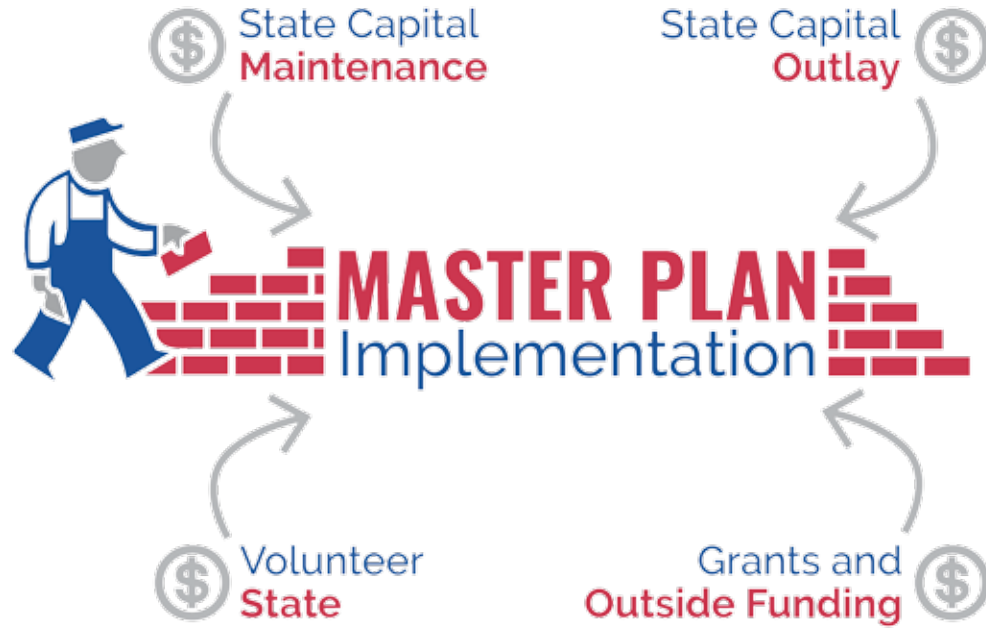 State Capital
Maintenance
State Capital
Outlay
MASTER PLAN
Implementation
Volunteer
State
Grants and
Outside Funding